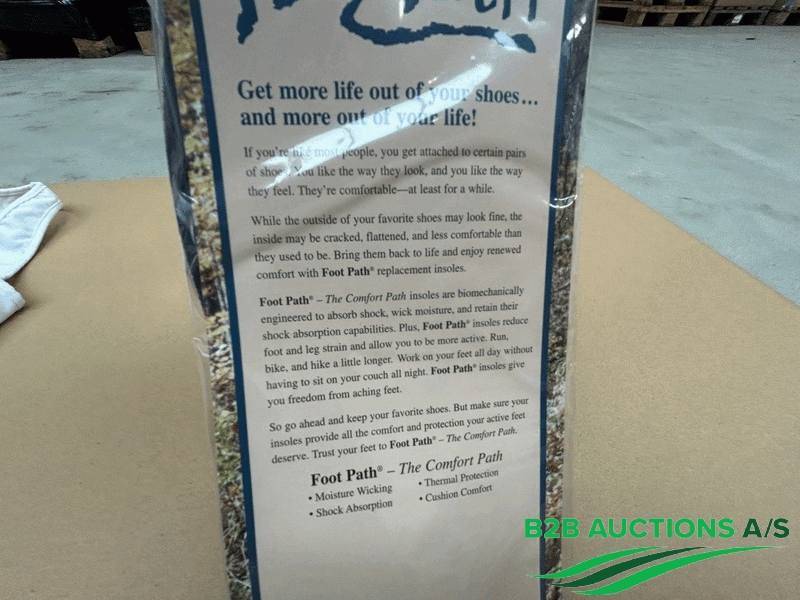 Get more life out of your shoes...
and more out of your life!
If you're like most people, you get attached to certain pairs
of shoes. You like the way they look, and you like the way
they feel. They're comfortable—at least for a while.
While the outside of your favorite shoes may look fine, the
inside may be cracked, flattened, and less comfortable than
they used to be. Bring them back to life and enjoy renewed
comfort with Foot Path® replacement insoles.
Foot Path® – The Comfort Path insoles are biomechanically
engineered to absorb shock, wick moisture, and retain their
shock absorption capabilities. Plus, Foot Path® insoles reduce
foot and leg strain and allow you to be more active. Run,
bike, and hike a little longer. Work on your feet all day without
having to sit on your couch all night. Foot Path® insoles give
you freedom from aching feet.
So go ahead and keep your favorite shoes. But make sure your
insoles provide all the comfort and protection your active feet
deserve. Trust your feet to Foot Path® – The Comfort Path.
Foot Path® – The Comfort Path
• Moisture Wicking • Thermal Protection
• Shock Absorption • Cushion Comfort
B2B AUCTIONS A/S